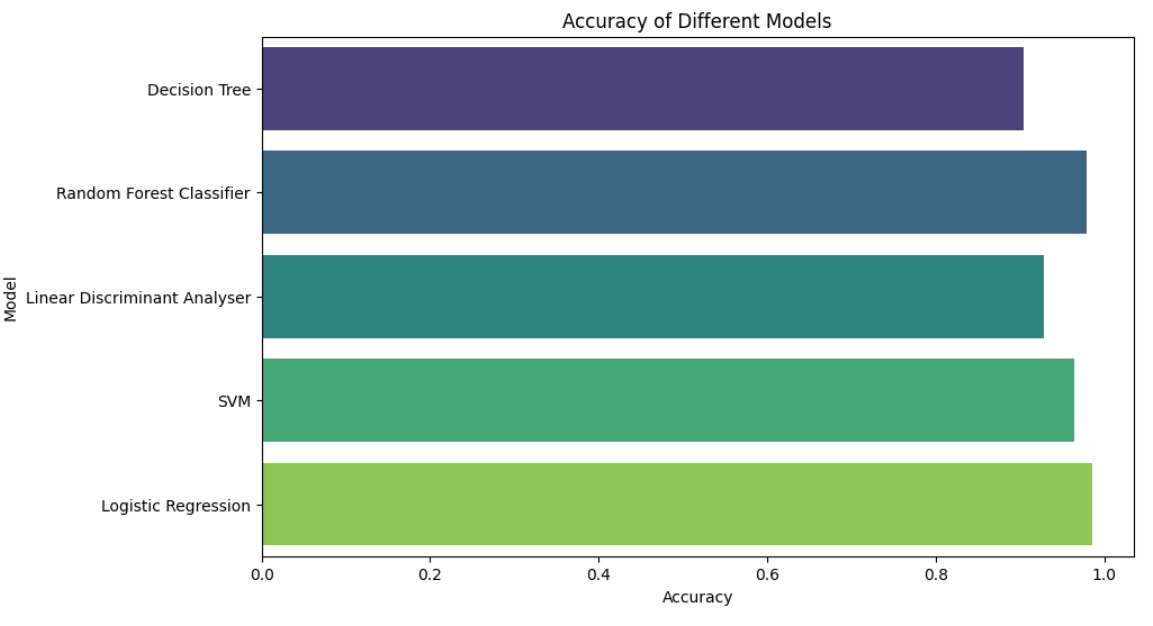 Accuracy of Different Models
Model
Decision Tree
Random Forest Classifier
Linear Discriminant Analyser
SVM
Logistic Regression
0.0 0.2 0.4 0.6 0.8 1.0
Accuracy